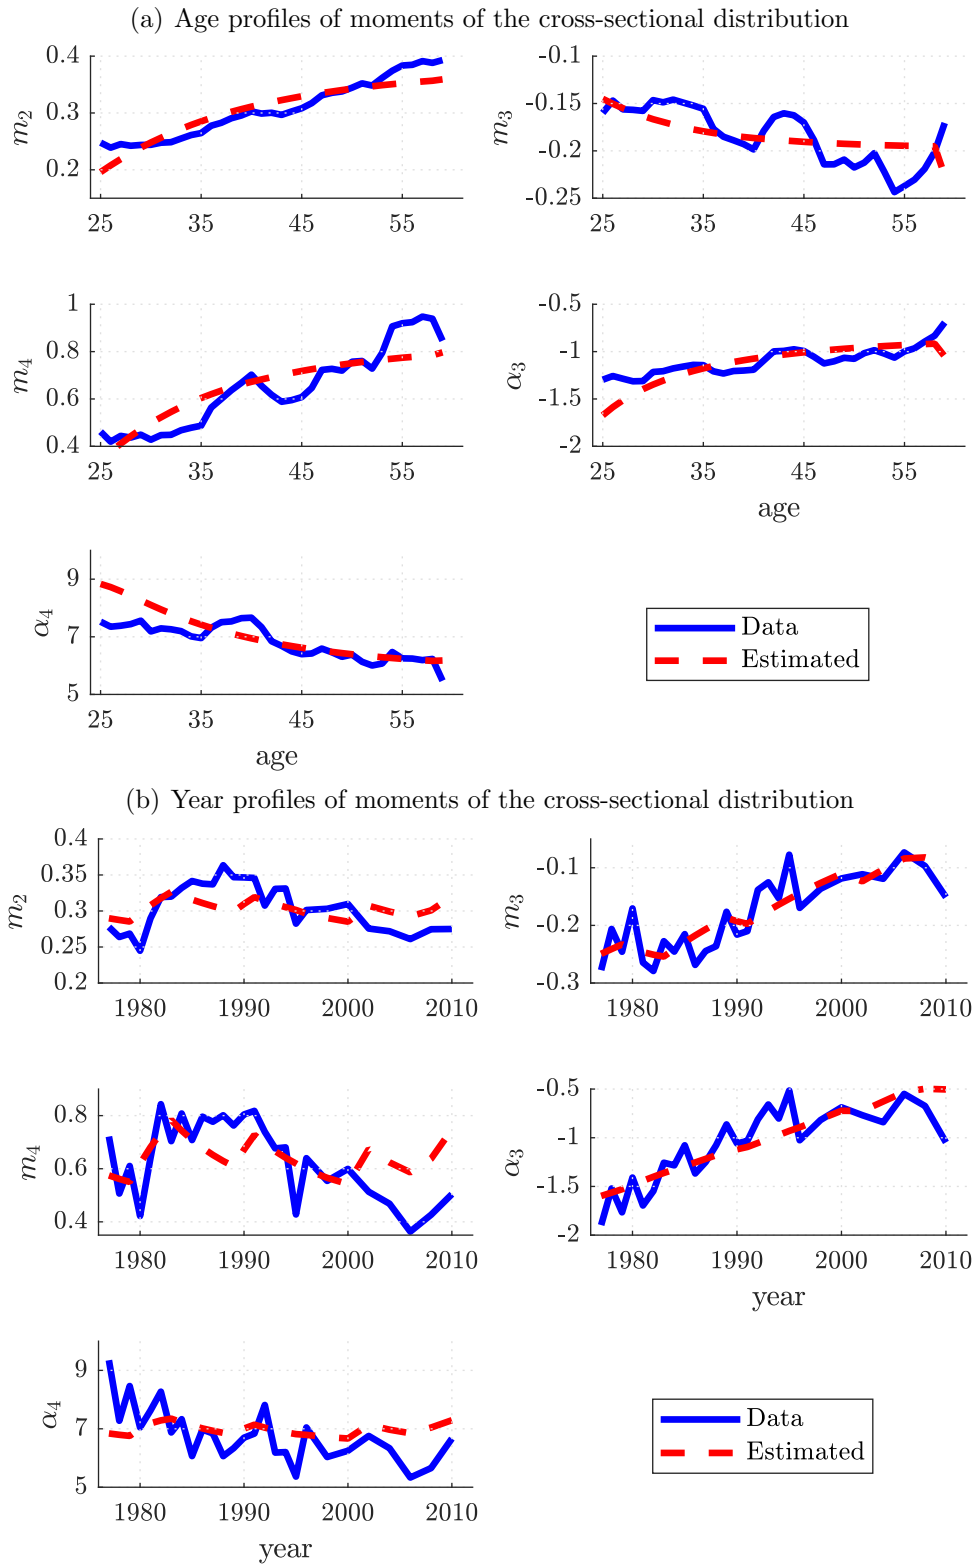 (a) Age profiles of moments of the cross-sectional distribution
0.4
0.3
0.2
m2
25 35 45 55
-0.1
-0.15
-0.2
-0.25
m3
25 35 45 55
1
0.8
0.6
0.4
m4
25 35 45 55
-0.5
-1
-1.5
-2
α3
25 35 45 55
age
9
7
5
α4
25 35 45 55
age
Data
Estimated
(b) Year profiles of moments of the cross-sectional distribution
0.4
0.35
0.3
0.25
0.2
m2
1980 1990 2000 2010
-0.1
-0.2
-0.3
m3
1980 1990 2000 2010
0.8
0.6
0.4
m4
1980 1990 2000 2010
-0.5
-1
-1.5
-2
α3
1980 1990 2000 2010
year
9
7
5
α4
1980 1990 2000 2010
year
Data
Estimated